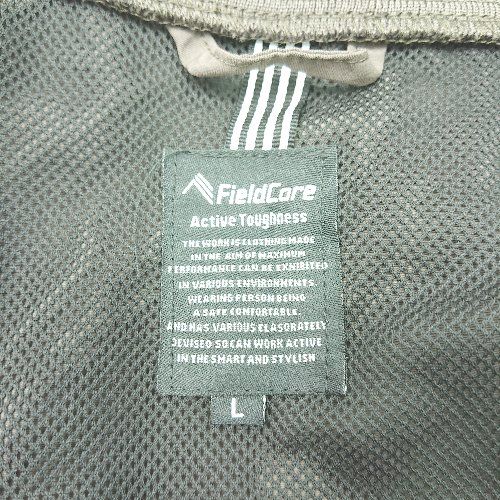 FieldCore
Active Toughness
THE WORK IS CLOTHING MADE
IN THE AIM OF MAXIMUM
PERFORMANCE CAN BE EXHIBITED
IN VARIOUS ENVIRONMENTS
WEARING PERSON BEING
A SAFE COMFORTABLE.
AND HAS VARIOUS ELASORATELY
DEVISED SO CAN WORK ACTIVE
IN THE SMART AND STYLISH
L